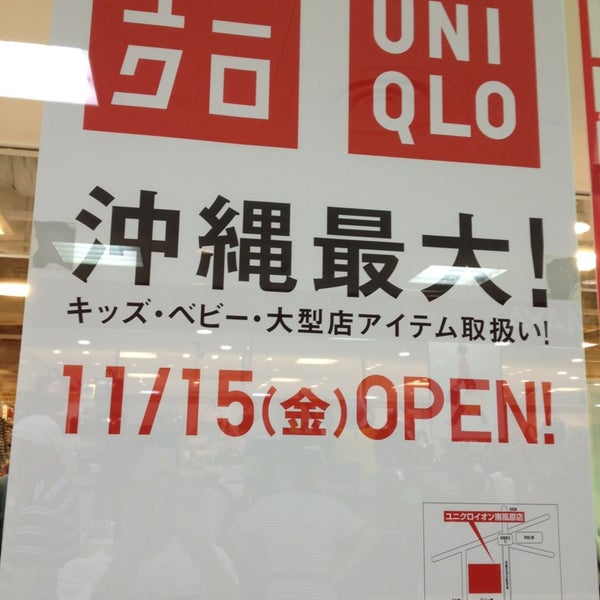 ユニクロ
UNIQLO
沖縄最大!
キッズ・ベビー・大型店アイテム取扱い!
11/15(金)OPEN!
ユニクロイオン南風原店